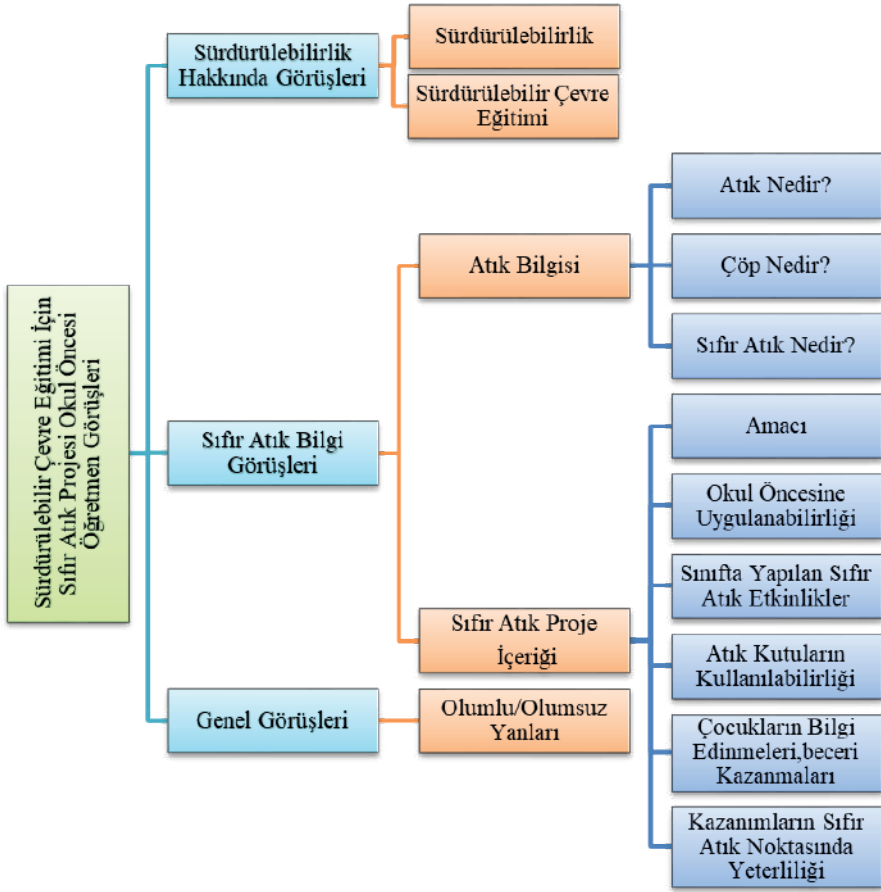 Sürdürülebilir Çevre Eğitimi İçin
Sıfır Atık Projesi Okul Öncesi
Öğretmen Görüşleri
Sürdürülebilirlik
Hakkında Görüşleri
Sürdürülebilirlik
Sürdürülebilir Çevre
Eğitimi
Sıfır Atık Bilgi
Görüşleri
Atık Bilgisi
Atık Nedir?
Çöp Nedir?
Sıfır Atık Nedir?
Sıfır Atık Proje
İçeriği
Amacı
Okul Öncesine
Uygulanabilirliği
Sınıfta Yapılan Sıfır
Atık Etkinlikler
Atık Kutuların
Kullanılabilirliği
Çocukların Bilgi
Edinmeleri,beceri
Kazanmaları
Kazanımların Sıfır
Atık Noktasında
Yeterliliği
Genel Görüşleri
Olumlu/Olumsuz
Yanları